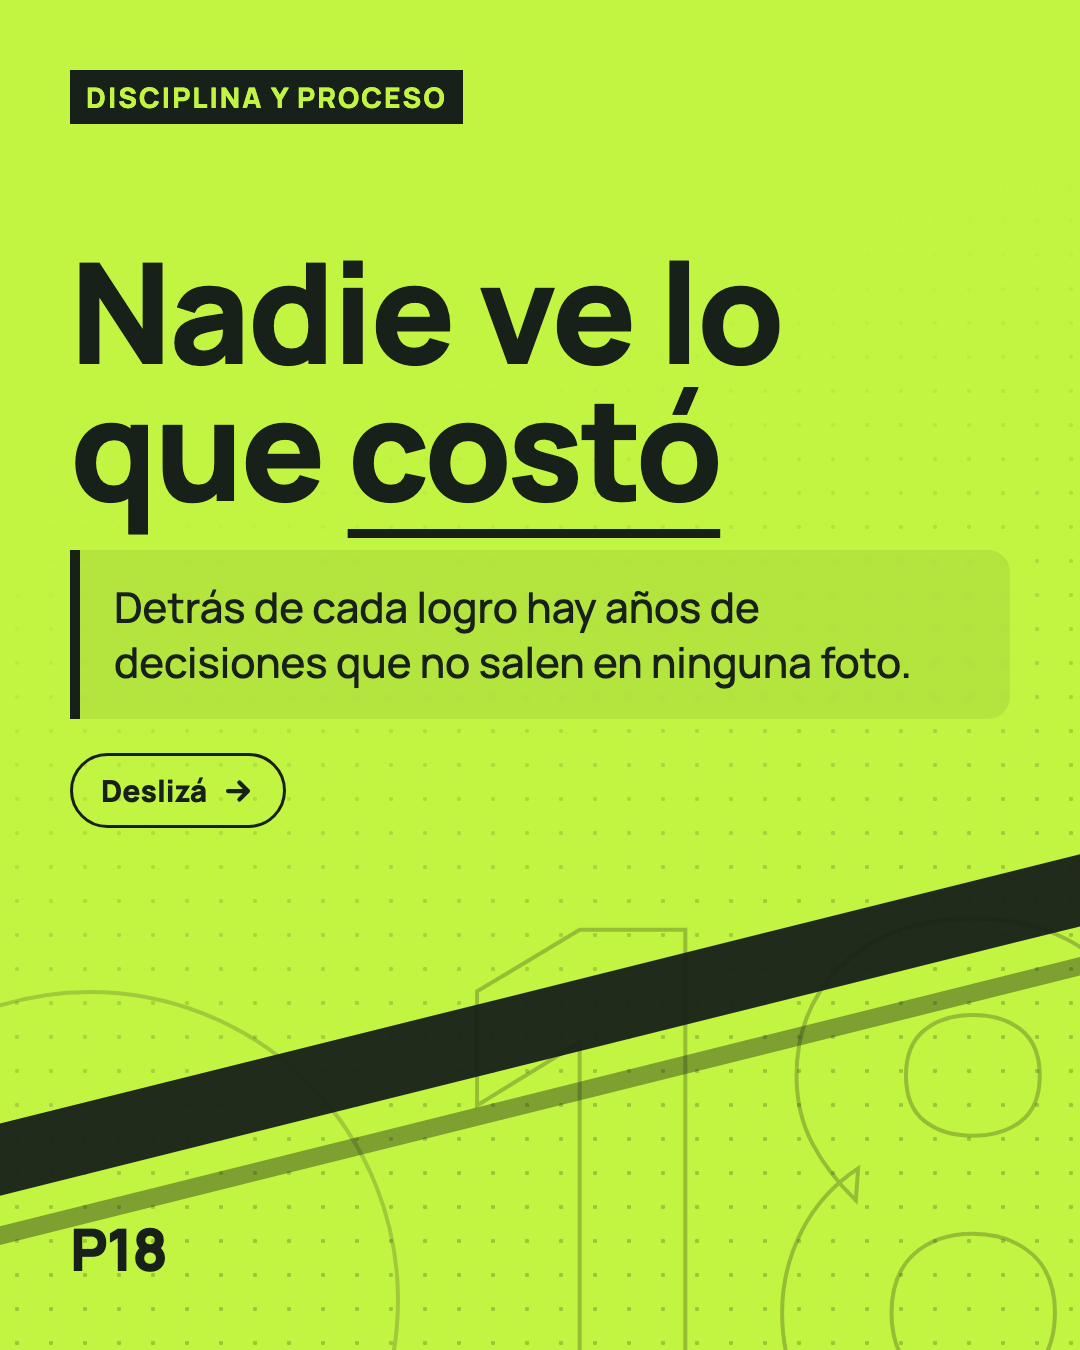 DISCIPLINA Y PROCESO
Nadie ve lo
que costó
Detrás de cada logro hay años de
decisiones que no salen en ninguna foto.
Deslizá →
18
P18